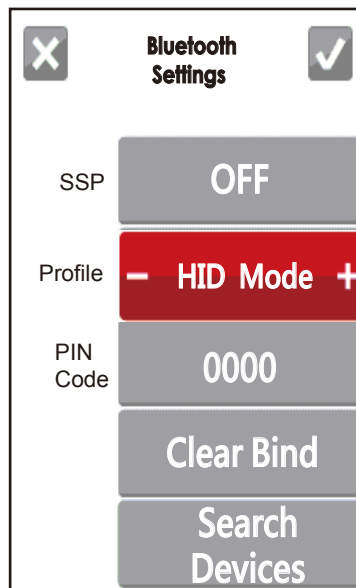 Bluetooth
Settings
SSP OFF
Profile - HID Mode +
PIN
Code 0000
Clear Bind
Search
Devices